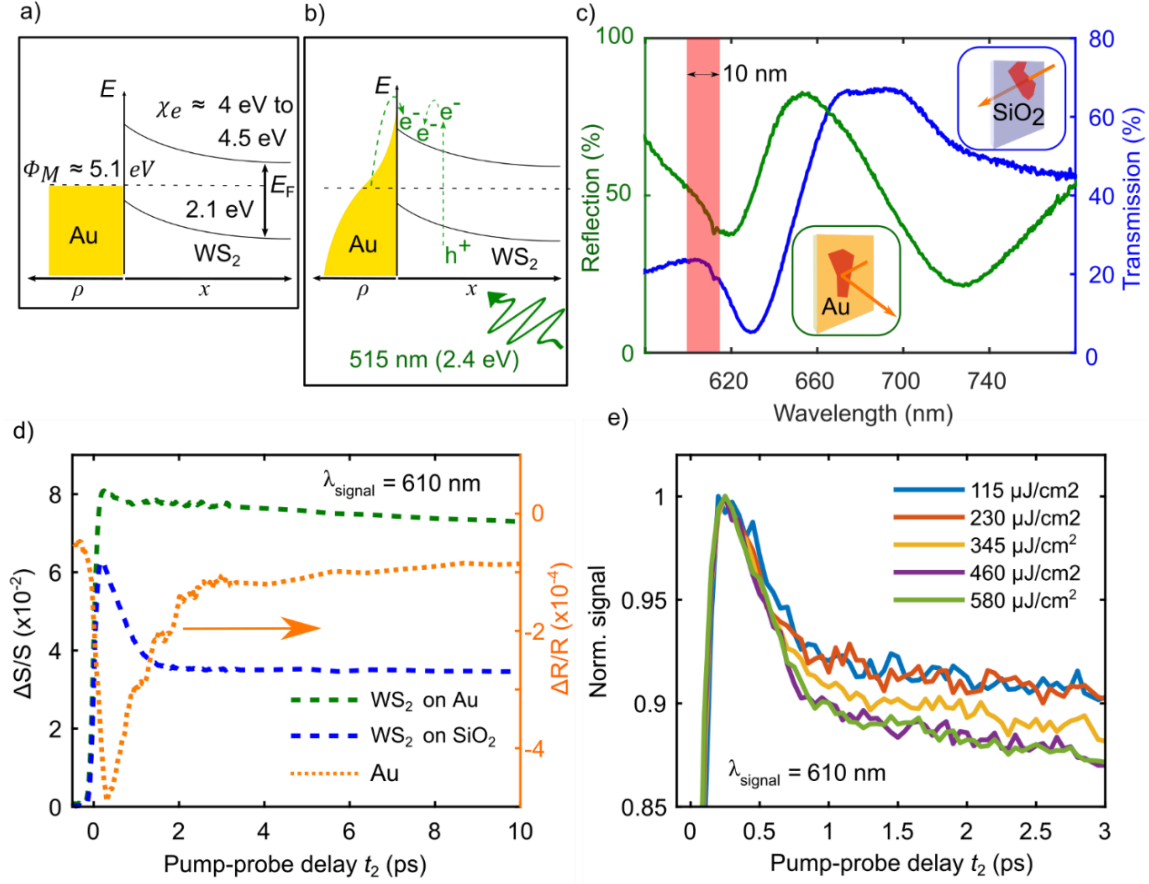 a)
E
χe ≈ 4 eV to
4.5 eV
ΦM ≈ 5.1 eV
EF
2.1 eV
Au
WS2
ρ
x
b)
E
e-
e-
e-
Au
WS2
h+
ρ
x
515 nm (2.4 eV)
c)
100
50
0
Reflection (%)
10 nm
SiO2
Au
80
60
40
20
0
Transmission (%)
620
660
700
740
Wavelength (nm)
d)
λsignal = 610 nm
8
6
4
2
0
ΔS/S (x10-2)
0
-2
-4
ΔR/R (x10-4)
WS2 on Au
WS2 on SiO2
Au
0
2
4
6
8
10
Pump-probe delay t2 (ps)
e)
1
0.95
0.9
0.85
Norm. signal
115 µJ/cm2
230 µJ/cm2
345 µJ/cm2
460 µJ/cm2
580 µJ/cm2
λsignal = 610 nm
0
0.5
1
1.5
2
2.5
3
Pump-probe delay t2 (ps)